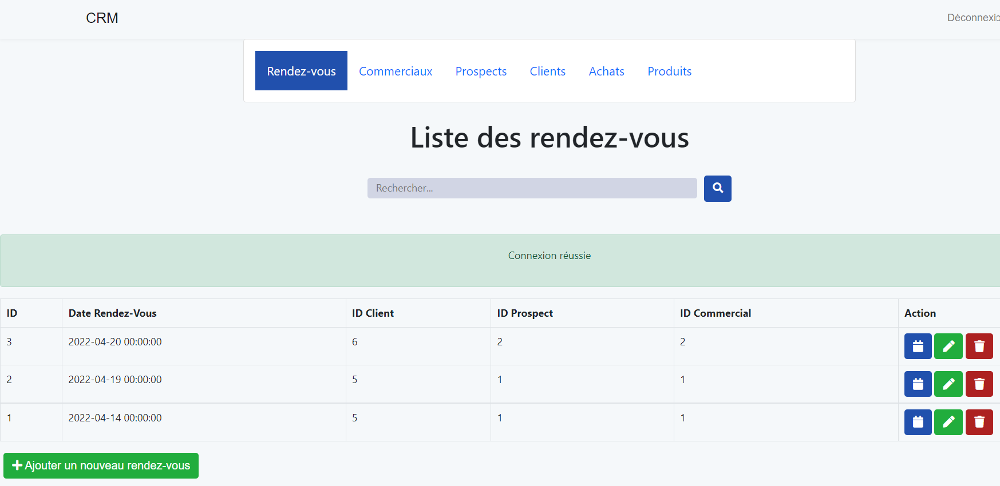 CRM
Déconnexio
Rendez-vous Commerciaux Prospects Clients Achats Produits
Liste des rendez-vous
Rechercher...
Connexion réussie
ID Date Rendez-Vous ID Client ID Prospect ID Commercial Action
3 2022-04-20 00:00:00 6 2 2
2 2022-04-19 00:00:00 5 1 1
1 2022-04-14 00:00:00 5 1 1
Ajouter un nouveau rendez-vous